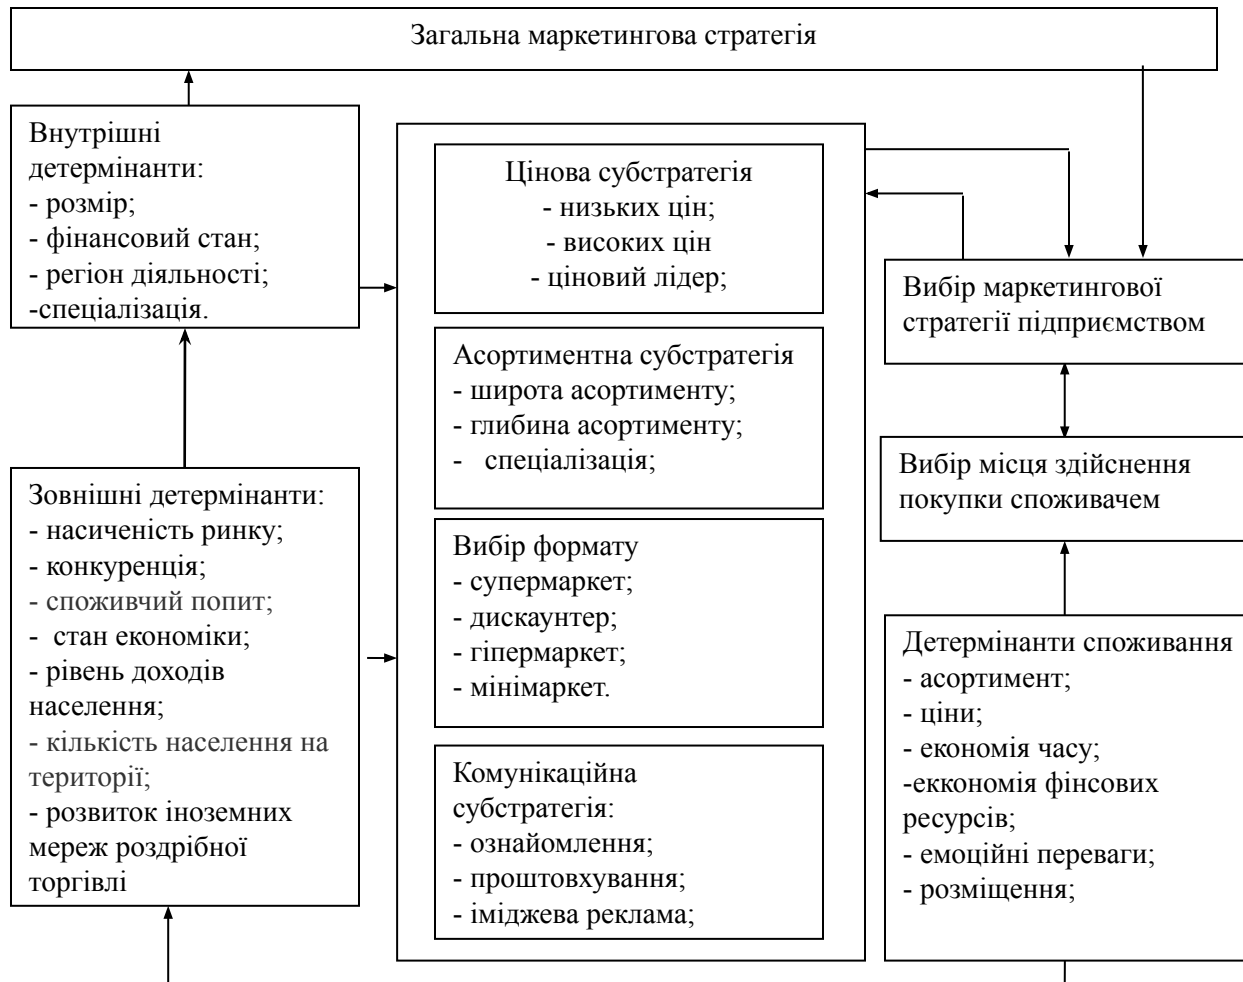 Загальна маркетингова стратегія
Внутрішні
детермінанти:
- розмір;
- фінансовий стан;
- регіон діяльності;
-спеціалізація.
Зовнішні детермінанти:
- насиченість ринку;
- конкуренція;
- споживчий попит;
-  стан економіки;
- рівень доходів
населення;
- кількість населення на
території;
- розвиток іноземних
мереж роздрібної
торгівлі
Цінова субстратегія
- низьких цін;
- високих цін
- ціновий лідер;
Асортиментна субстратегія
- широта асортименту;
- глибина асортименту;
-   спеціалізація;
Вибір формату
- супермаркет;
- дискаунтер;
- гіпермаркет;
- мінімаркет.
Комунікаційна
субстратегія:
- ознайомлення;
- проштовхування;
- іміджева реклама;
Вибір маркетингової
стратегії підприємством
Вибір місця здійснення
покупки споживачем
Детермінанти споживання
- асортимент;
- ціни;
- економія часу;
-еккономія фінсових
ресурсів;
- емоційні переваги;
- розміщення;